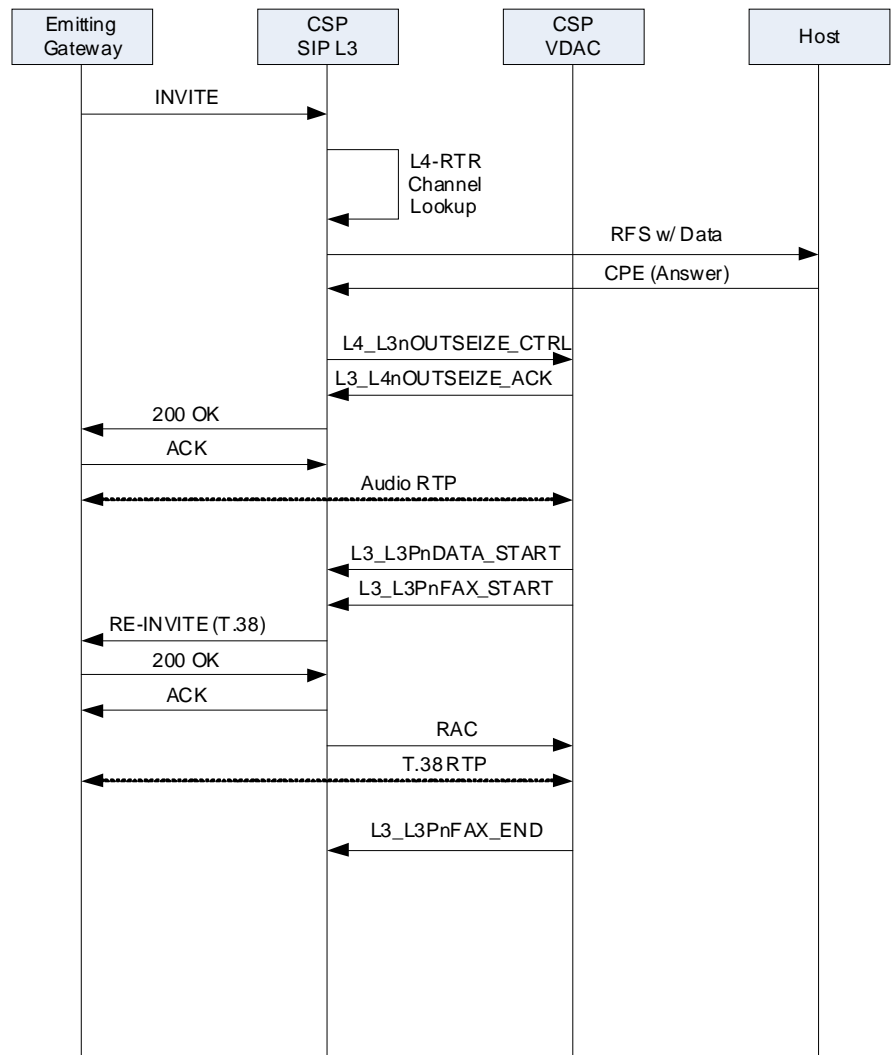 Emitting
Gateway
CSP
SIP L3
CSP
VDAC
Host
INVITE
L4-RTR
Channel
Lookup
RFS w/ Data
CPE (Answer)
L4_L3nOUTSEIZE_CTRL
L3_L4nOUTSEIZE_ACK
200 OK
ACK
Audio RTP
L3_L3PnDATA_START
L3_L3PnFAX_START
RE-INVITE (T.38)
200 OK
ACK
RAC
T.38 RTP
L3_L3PnFAX_END